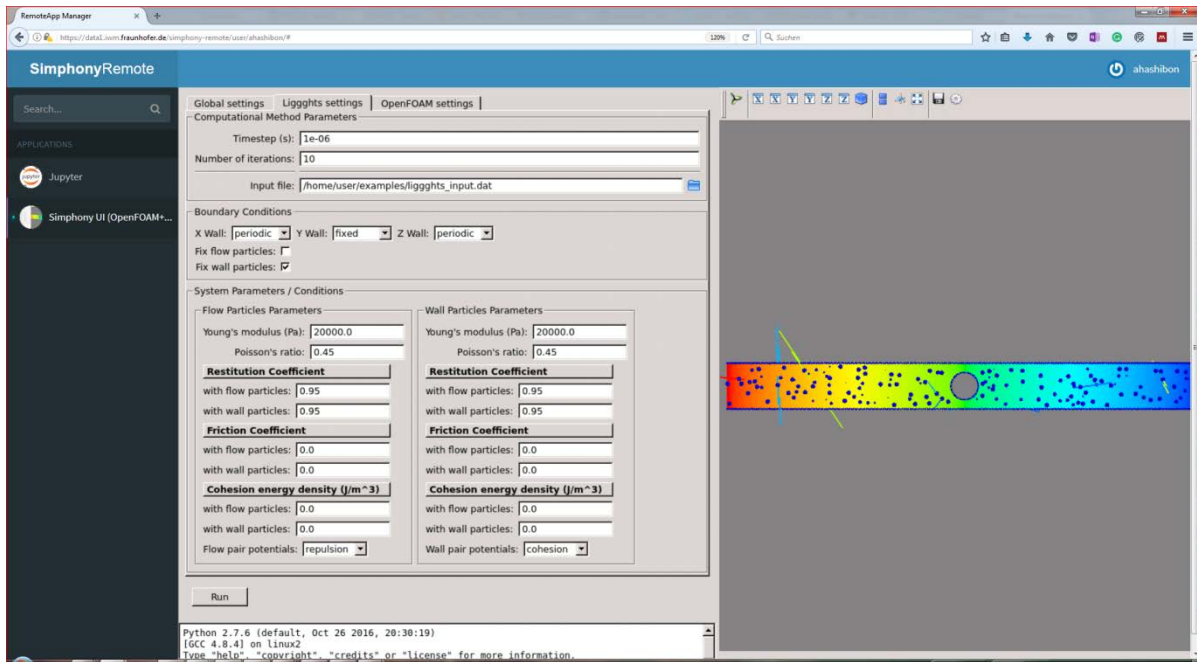 RemoteApp Manager
https://data1.iwm.fraunhofer.de/simphony-remote/user/ahashibon/#
120%
Suchen
SimphonyRemote
ahashibon
Search...
APPLICATIONS
Jupyter
Simphony UI (OpenFOAM+...
Global settings
Liggghts settings
OpenFOAM settings
Computational Method Parameters
Timestep (s): 1e-06
Number of iterations: 10
Input file: /home/user/examples/liggghts_input.dat
Boundary Conditions
X Wall: periodic Y Wall: fixed Z Wall: periodic
Fix flow particles:
Fix wall particles:
System Parameters / Conditions
Flow Particles Parameters
Young's modulus (Pa): 20000.0
Poisson's ratio: 0.45
Restitution Coefficient
with flow particles: 0.95
with wall particles: 0.95
Friction Coefficient
with flow particles: 0.0
with wall particles: 0.0
Cohesion energy density (J/m^3)
with flow particles: 0.0
with wall particles: 0.0
Flow pair potentials: repulsion
Wall Particles Parameters
Young's modulus (Pa): 20000.0
Poisson's ratio: 0.45
Restitution Coefficient
with flow particles: 0.95
with wall particles: 0.95
Friction Coefficient
with flow particles: 0.0
with wall particles: 0.0
Cohesion energy density (J/m^3)
with flow particles: 0.0
with wall particles: 0.0
Wall pair potentials: cohesion
Run
Python 2.7.6 (default, Oct 26 2016, 20:30:19)
[GCC 4.8.4] on linux2
Type "help", "copyright", "credits" or "license" for more information.
X X Y Y Z Z